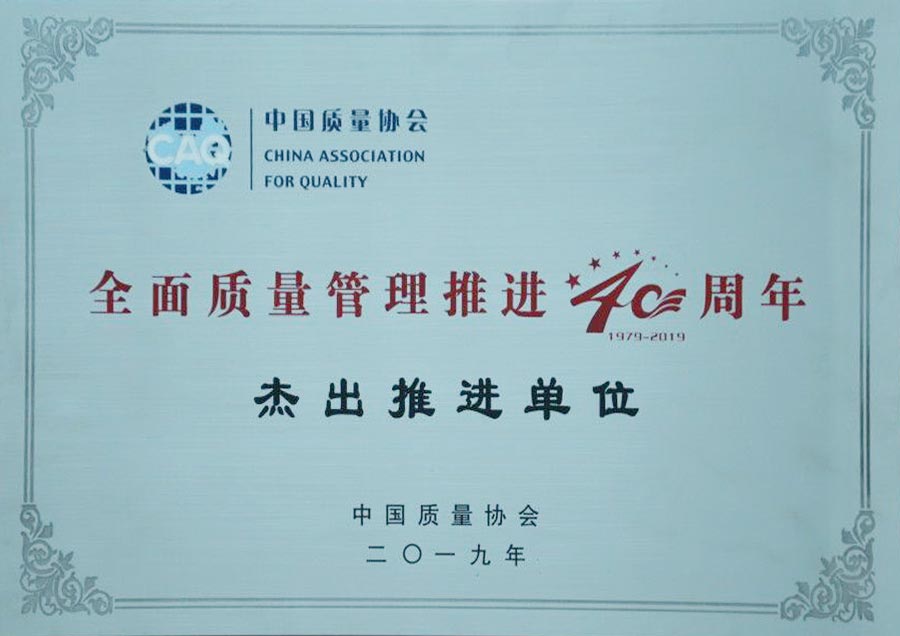 CAQ
中国质量协会
CHINA ASSOCIATION
FOR QUALITY
全面质量管理推进40周年
1979-2019
杰出推进单位
中国质量协会
二〇一九年